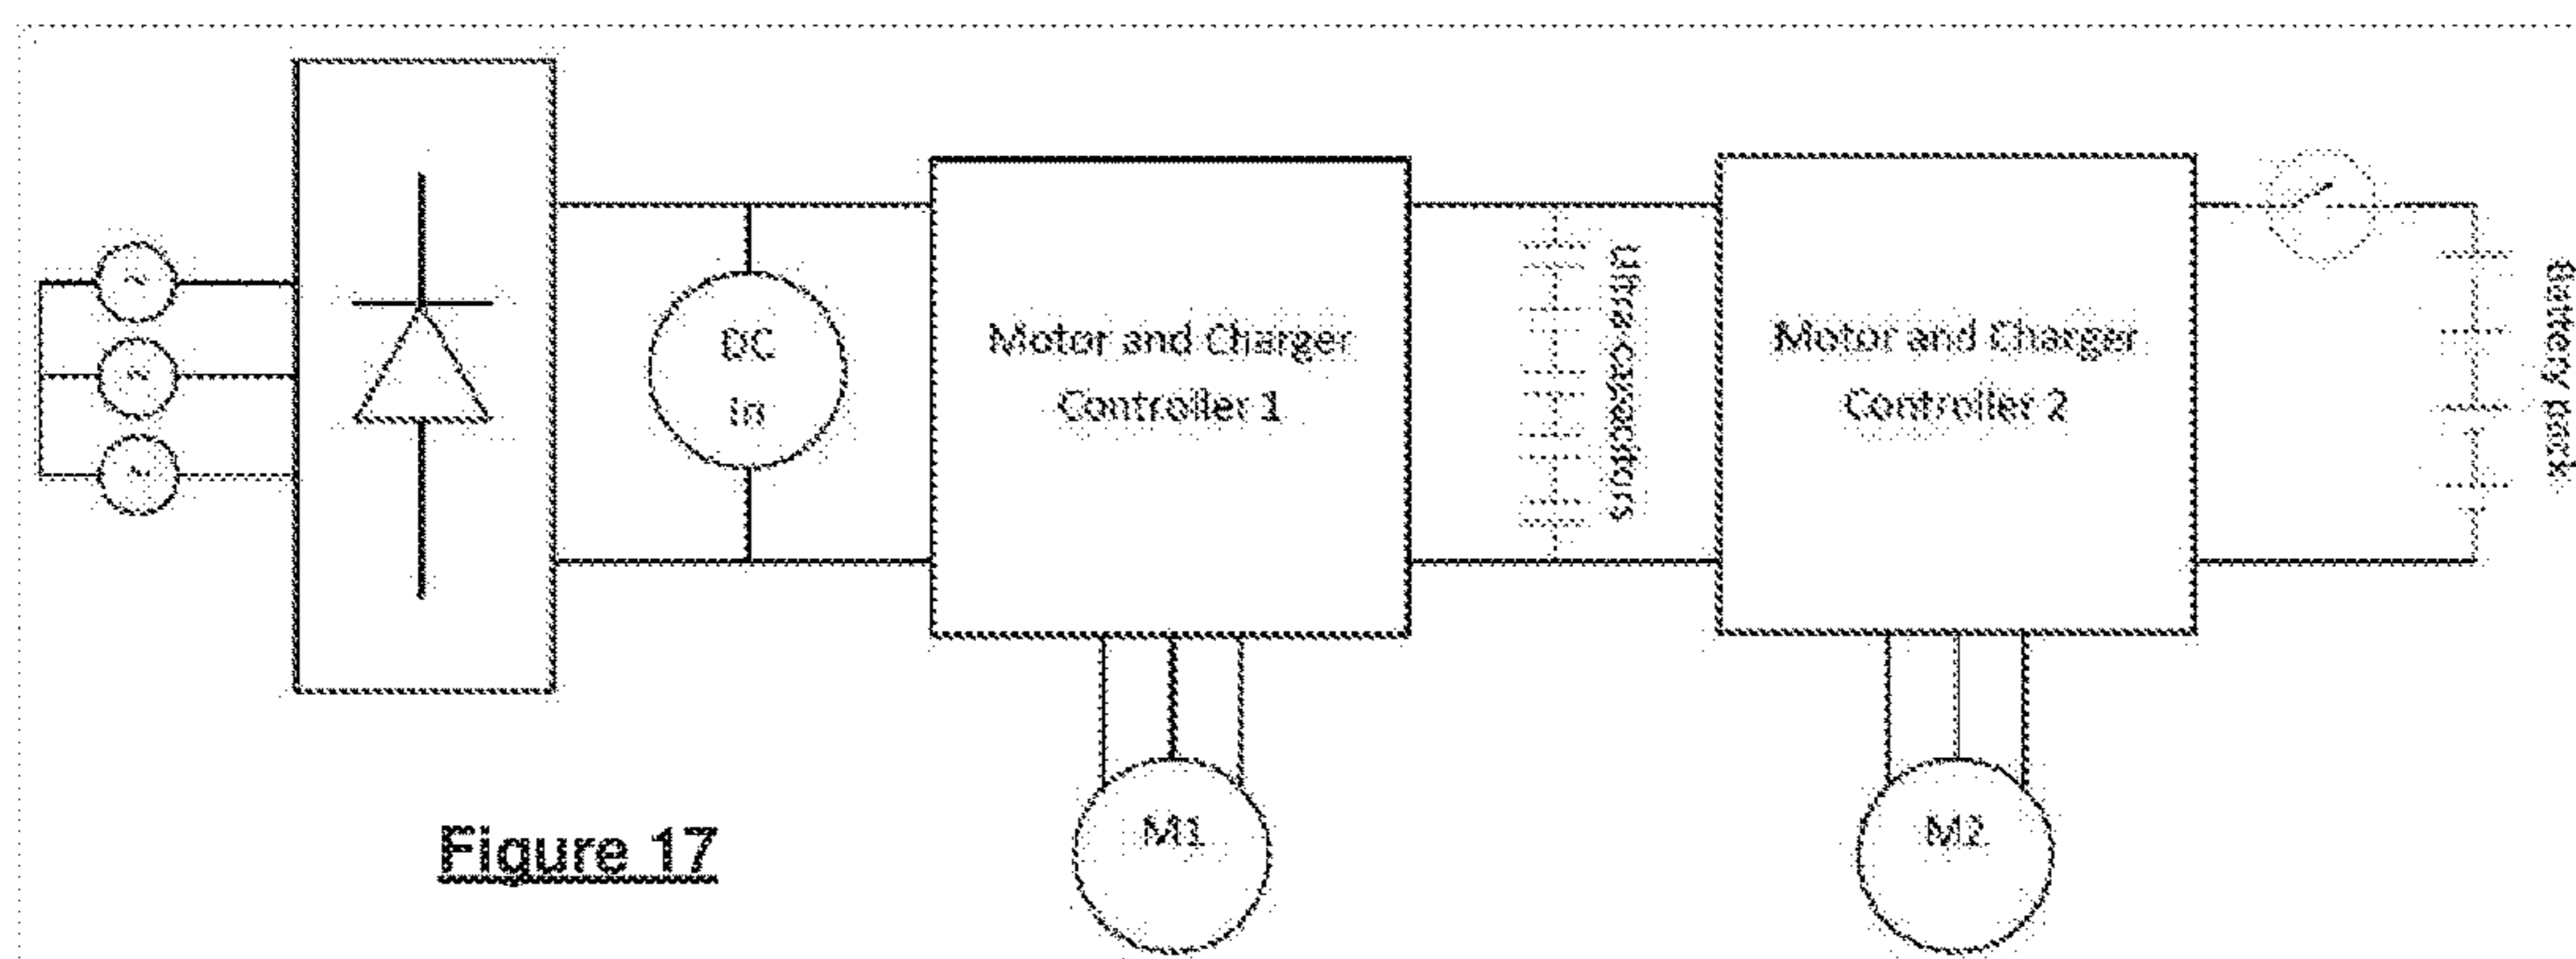 DC
In
Motor and Charger
Controller 1
Ultra-capacitors
Motor and Charger
Controller 2
Battery pack
M1
M2
Figure 17